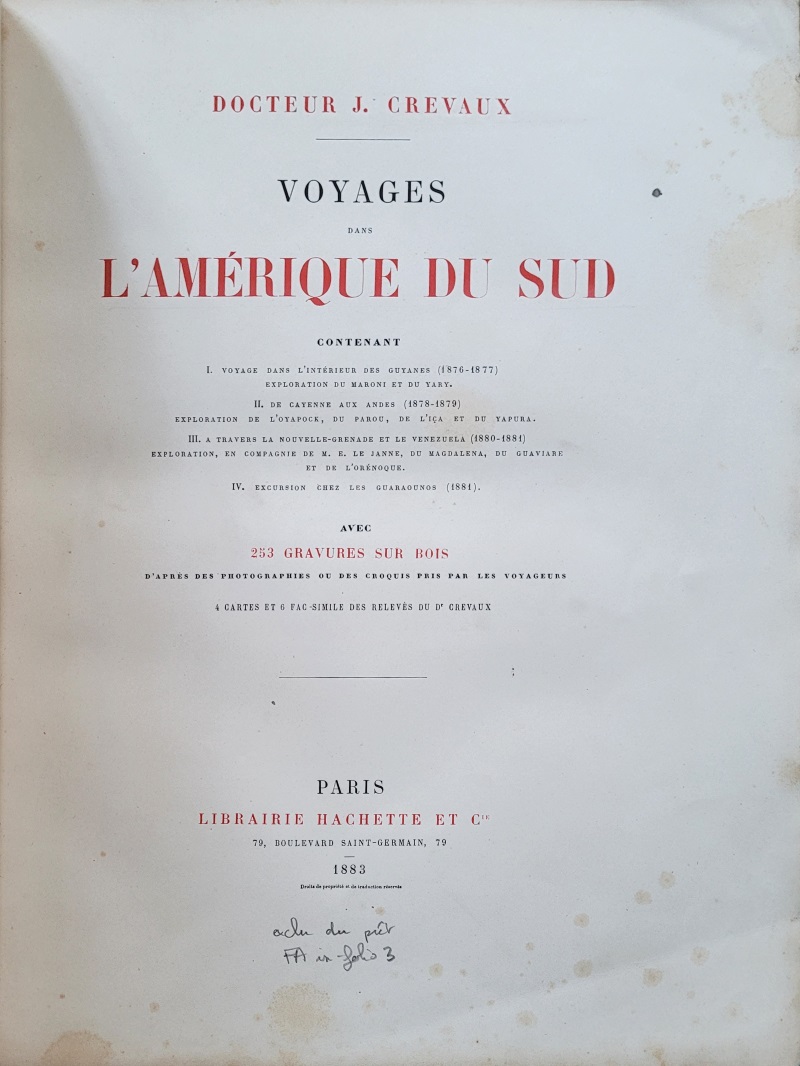 DOCTEUR J. CREVAUX
VOYAGES
DANS
L'AMÉRIQUE DU SUD
CONTENANT
I. VOYAGE DANS L'INTÉRIEUR DES GUYANES (1876-1877)
EXPLORATION DU MARONI ET DU YARY.
II. DE CAYENNE AUX ANDES (1878-1879)
EXPLORATION DE L'OYAPOCK, DU PAROU, DE L'IÇA ET DU YAPURA.
III. A TRAVERS LA NOUVELLE-GRENADE ET LE VENEZUELA (1880-1881)
EXPLORATION, EN COMPAGNIE DE M. E. LE JANNE, DU MAGDALENA, DU GUAVIARE
ET DE L'ORÉNOQUE.
IV. EXCURSION CHEZ LES GUARAOUNOS (1881).
AVEC
253 GRAVURES SUR BOIS
D'APRÈS DES PHOTOGRAPHIES OU DES CROQUIS PRIS PAR LES VOYAGEURS
4 CARTES ET 6 FAC-SIMILE DES RELEVÉS DU Dr CREVAUX
PARIS
LIBRAIRIE HACHETTE ET Cie
79, BOULEVARD SAINT-GERMAIN, 79
1883
Droits de propriété et de traduction réservés
exclu du prêt
FA in-folio 3